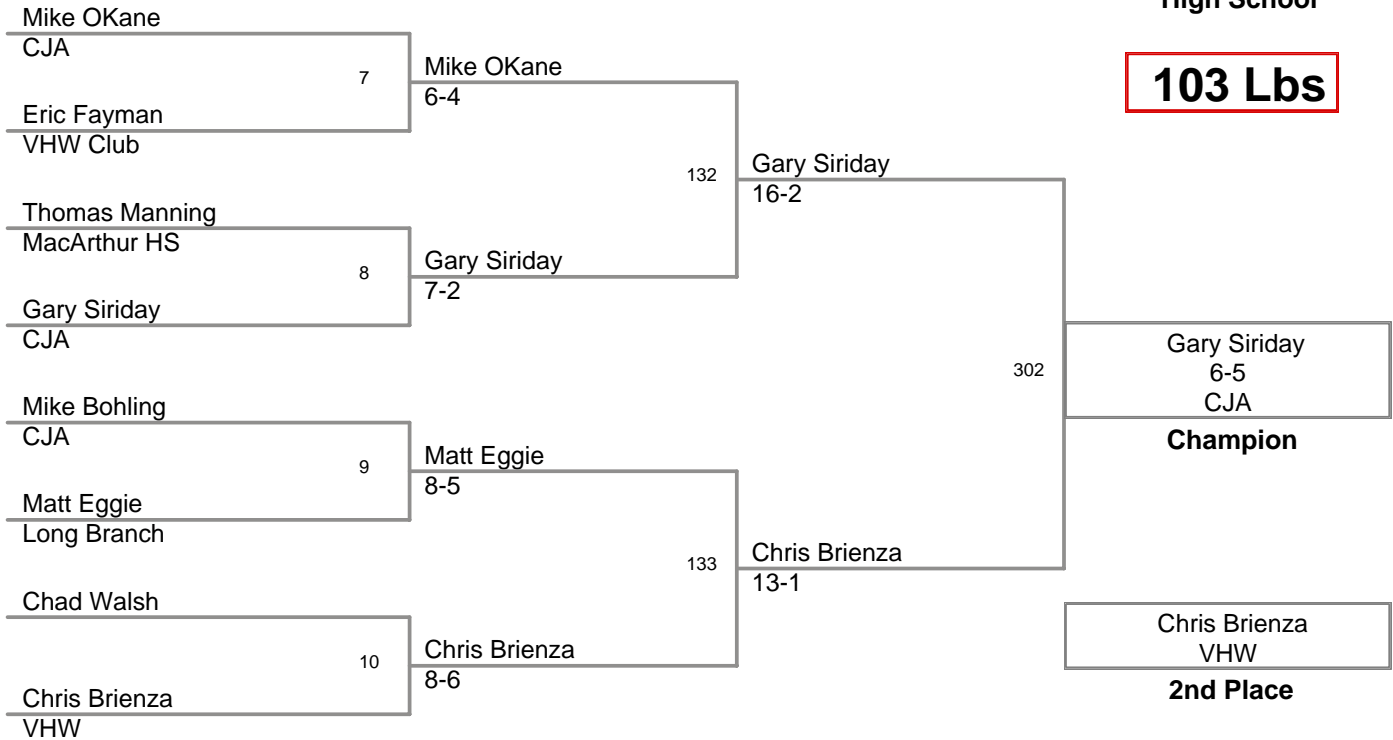 High School
103 Lbs
Mike OKane
CJA
7
Eric Fayman
VHW Club
Mike OKane
6-4
Thomas Manning
MacArthur HS
8
Gary Siriday
CJA
Gary Siriday
7-2
132
Gary Siriday
16-2
Mike Bohling
CJA
9
Matt Eggie
Long Branch
Matt Eggie
8-5
Chad Walsh
10
Chris Brienza
VHW
Chris Brienza
8-6
133
Chris Brienza
13-1
302
Gary Siriday
6-5
CJA
Champion
Chris Brienza
VHW
2nd Place